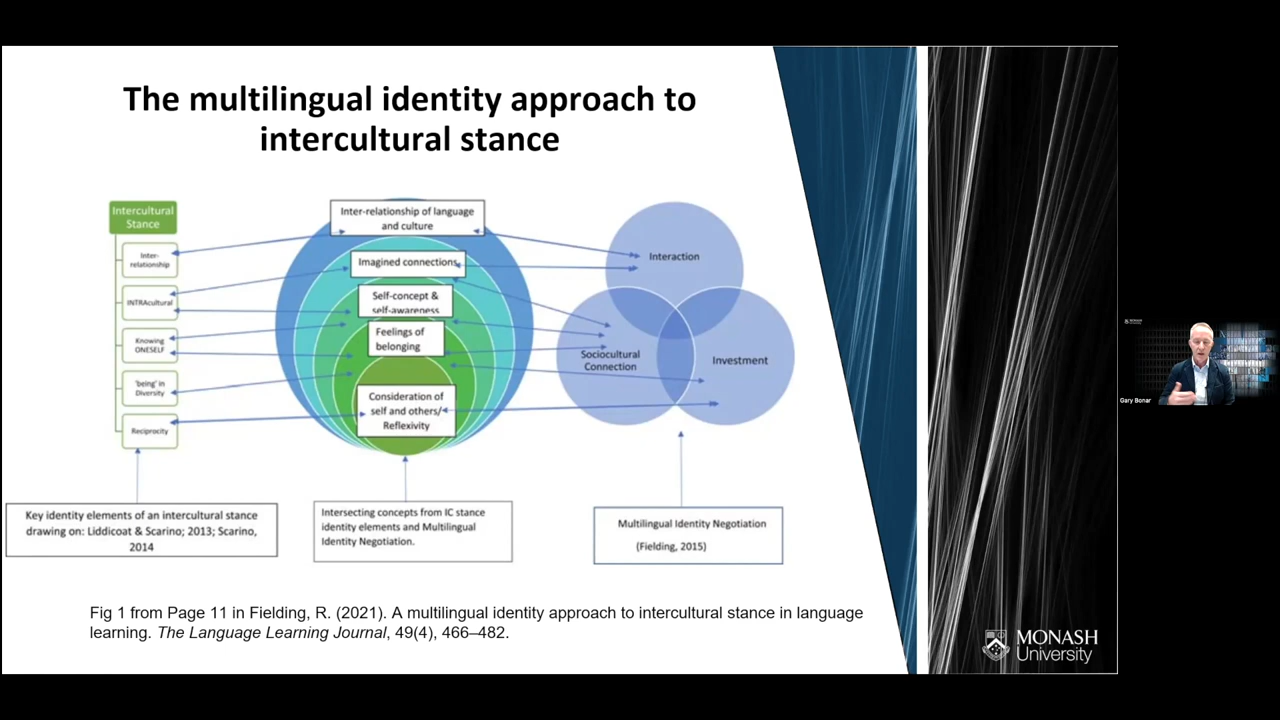 The multilingual identity approach to
intercultural stance
Intercultural
Stance
Inter-
relationship
INTRAcultural
Knowing
ONESELF
'being' in
Diversity
Reciprocity
Inter-relationship of language
and culture
Imagined connections
Self-concept &
self-awareness
Feelings of
belonging
Consideration of
self and others/
Reflexivity
Interaction
Sociocultural
Connection
Investment
Key identity elements of an intercultural stance
drawing on: Liddicoat & Scarino; 2013; Scarino,
2014
Intersecting concepts from IC stance
identity elements and Multilingual
Identity Negotiation.
Multilingual Identity Negotiation
(Fielding, 2015)
Fig 1 from Page 11 in Fielding, R. (2021). A multilingual identity approach to intercultural stance in language
learning. The Language Learning Journal, 49(4), 466–482.
MONASH
University
Gary Bonar